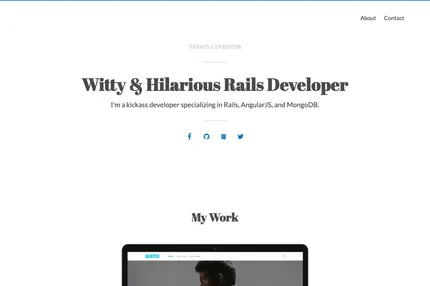 About Contact
TYRION LANNISTER
Witty & Hilarious Rails Developer
I'm a kickass developer specializing in Rails, AngularJS, and MongoDB.
My Work